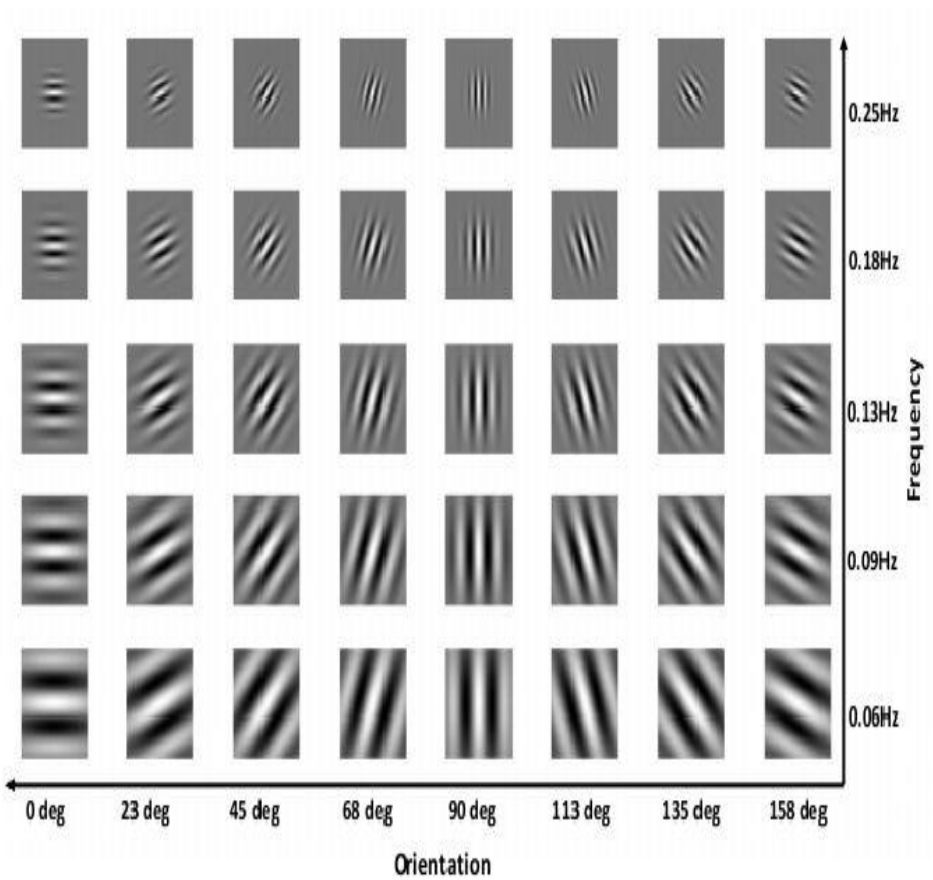 0.25Hz
0.18Hz
0.13Hz
0.09Hz
0.06Hz
Frequency
0 deg 23 deg 45 deg 68 deg 90 deg 113 deg 135 deg 158 deg
Orientation